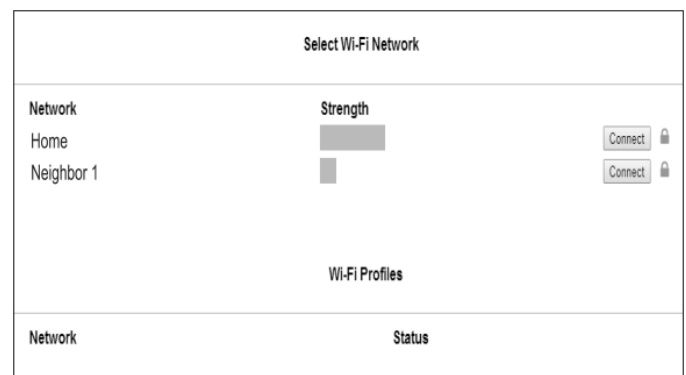 Select Wi-Fi Network
Network Strength
Home Connect
Neighbor 1 Connect
Wi-Fi Profiles
Network Status